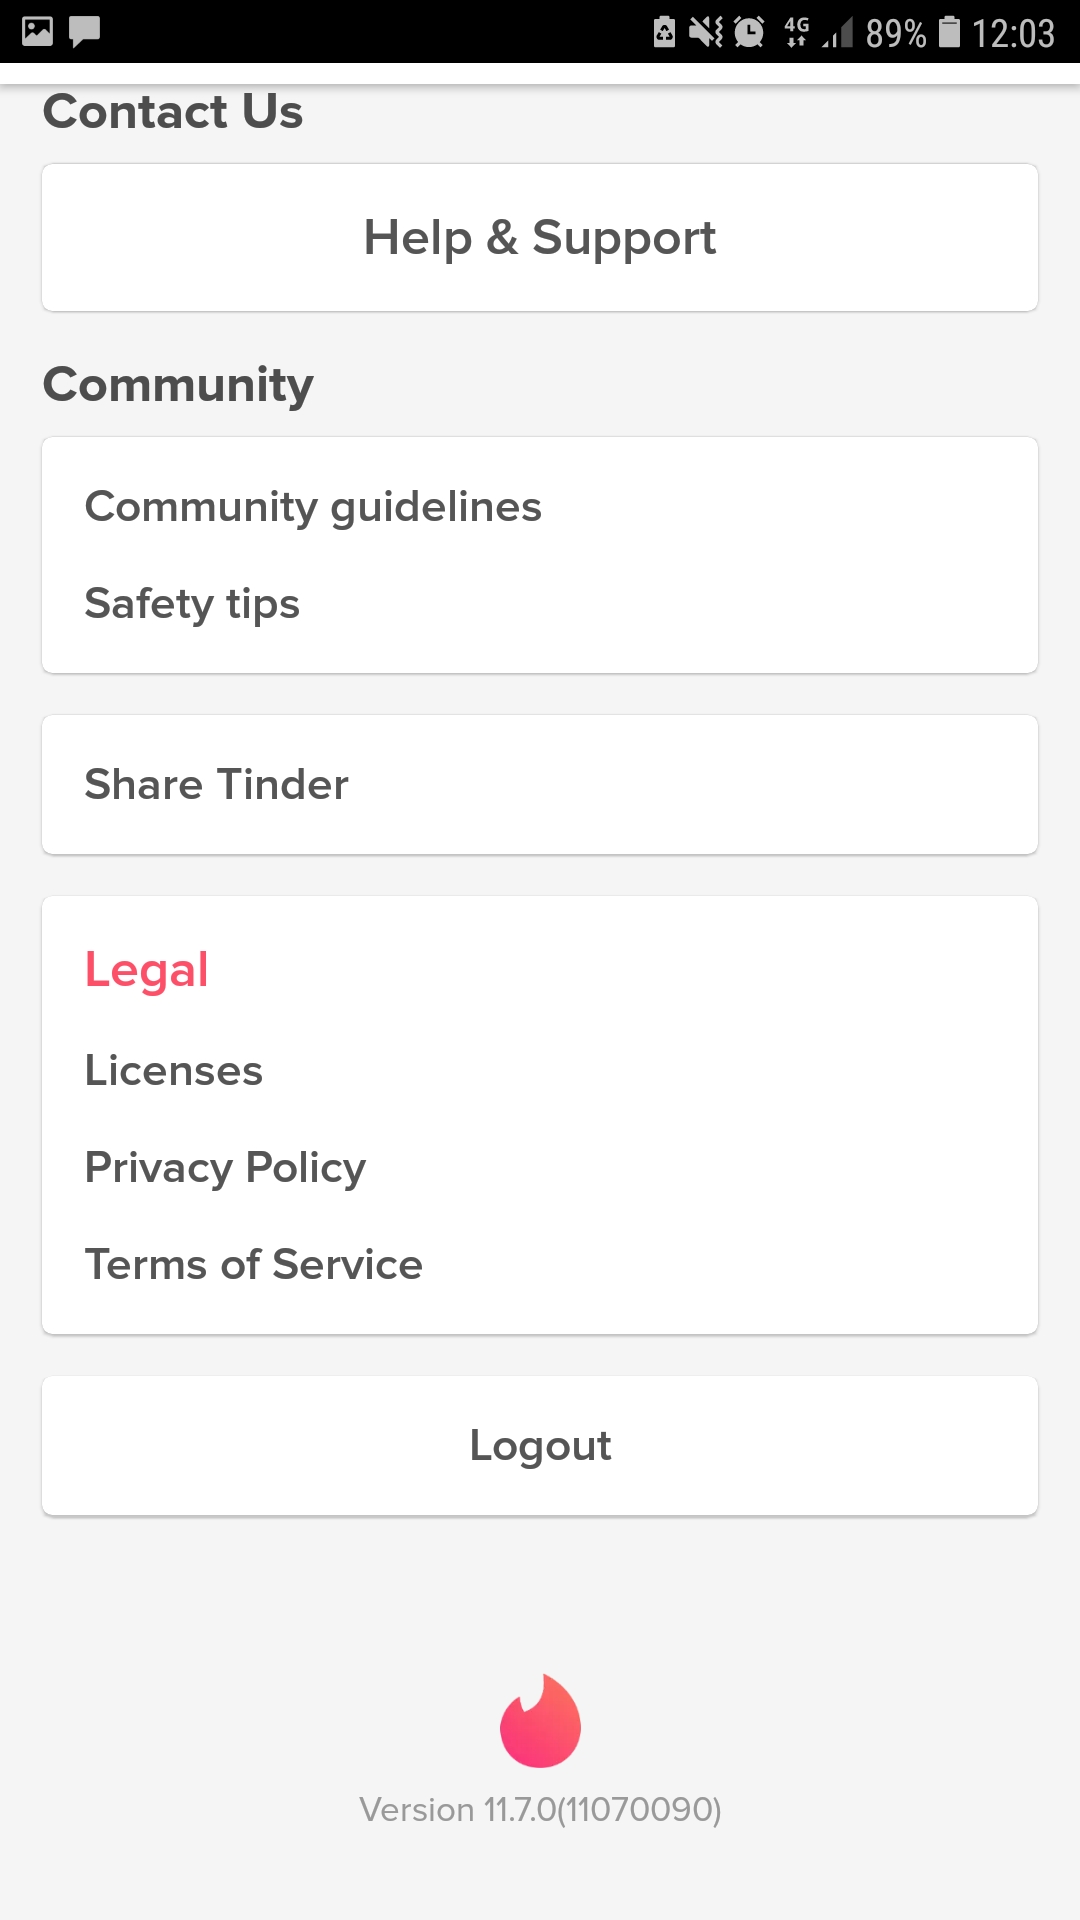 4G 89% 12:03
Contact Us
Help & Support
Community
Community guidelines
Safety tips
Share Tinder
Legal
Licenses
Privacy Policy
Terms of Service
Logout
Version 11.7.0(11070090)